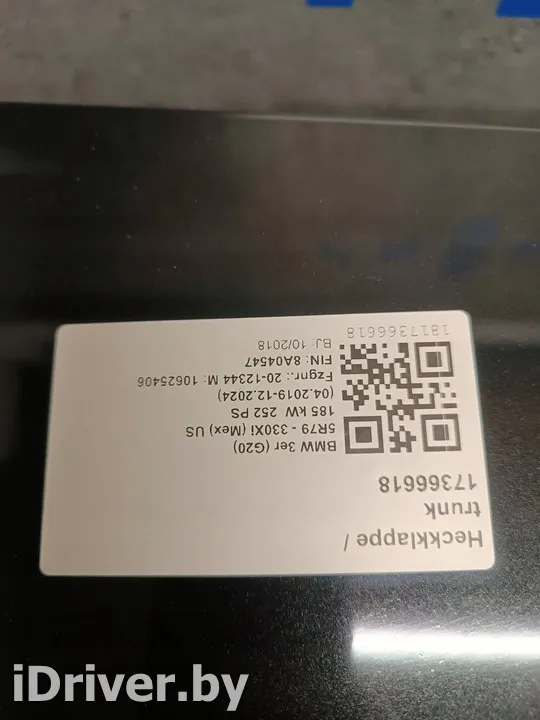 Heckklappe /
trunk
17366618
BMW 3er (G20)
5R79 - 330Xi (Mex) US
185 kW 252 PS
(04.2019-12.2024)
Fzgnr.: 20-12344 M: 10625406
FIN: 8A04547
BJ: 10/2018
1817366618
iDriver.by